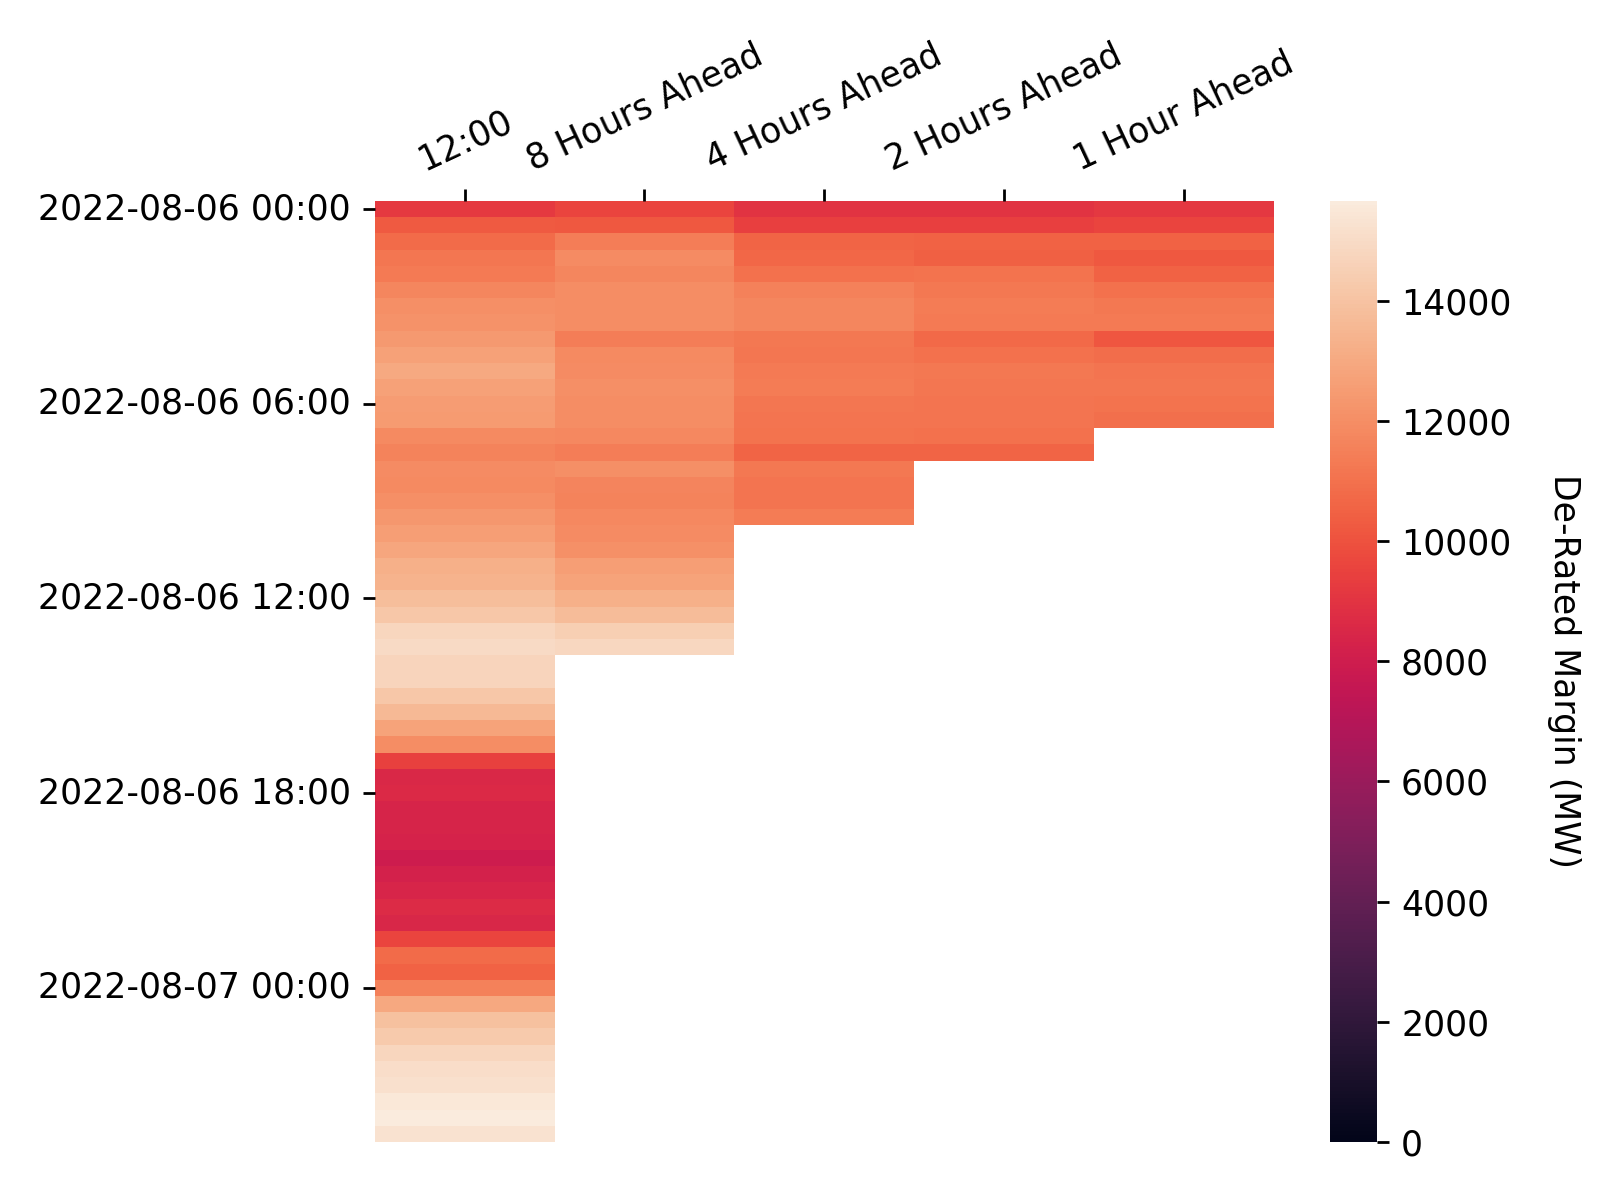 12:00
8 Hours Ahead
4 Hours Ahead
2 Hours Ahead
1 Hour Ahead
2022-08-06 00:00
2022-08-06 06:00
2022-08-06 12:00
2022-08-06 18:00
2022-08-07 00:00
14000
12000
10000
8000
6000
4000
2000
0
De-Rated Margin (MW)